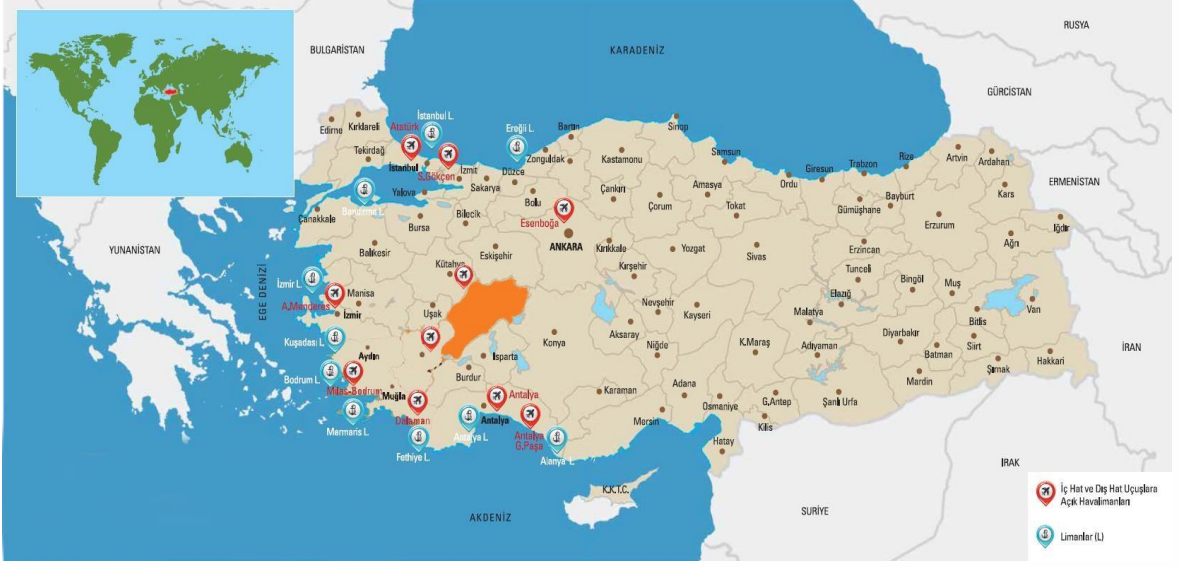 RUSYA
BULGARİSTAN
KARADENİZ
GÜRCİSTAN
İstanbul L.
Atatürk
Ereğli L.
Bartın
Sinop
Edirne
Kırklareli
Tekirdağ
İstanbul
S.Gökçen
İzmit
Zonguldak
Kastamonu
Samsun
Düzce
Sakarya
Yalova
Bandırma L.
Çanakkale
Bursa
Bilecik
Bolu
Çankırı
Çorum
Amasya
Tokat
Ordu
Giresun
Trabzon
Rize
Artvin
Ardahan
Kars
ERMENİSTAN
Gümüşhane
Bayburt
Erzurum
Iğdır
Ağrı
Esenboğa
ANKARA
Kırıkkale
Yozgat
Sivas
Erzincan
Tunceli
Bingöl
Muş
YUNANİSTAN
EGE DENİZİ
Balıkesir
Kütahya
Eskişehir
Kırşehir
Nevşehir
Kayseri
Elazığ
Malatya
Bitlis
Van
İzmir L.
A.Menderes
Manisa
İzmir
Uşak
Aksaray
Niğde
Konya
K.Maraş
Adıyaman
Diyarbakır
Batman
Siirt
Şırnak
Hakkari
İRAN
Kuşadası L.
Aydın
Isparta
Burdur
Mardin
Bodrum L.
Milas-Bodrum
Muğla
Antalya
Karaman
Adana
Osmaniye
G.Antep
Şanlı Urfa
Kilis
Mermaris L.
Dalaman
Antalya L.
Antalya
Antalya
G.Paşa
Mersin
Hatay
Fethiye L.
Alanya L.
K.K.T.C.
AKDENİZ
SURİYE
IRAK
İç Hat ve Dış Hat Uçuşlara
Açık Havalimanları
Limanlar (L)